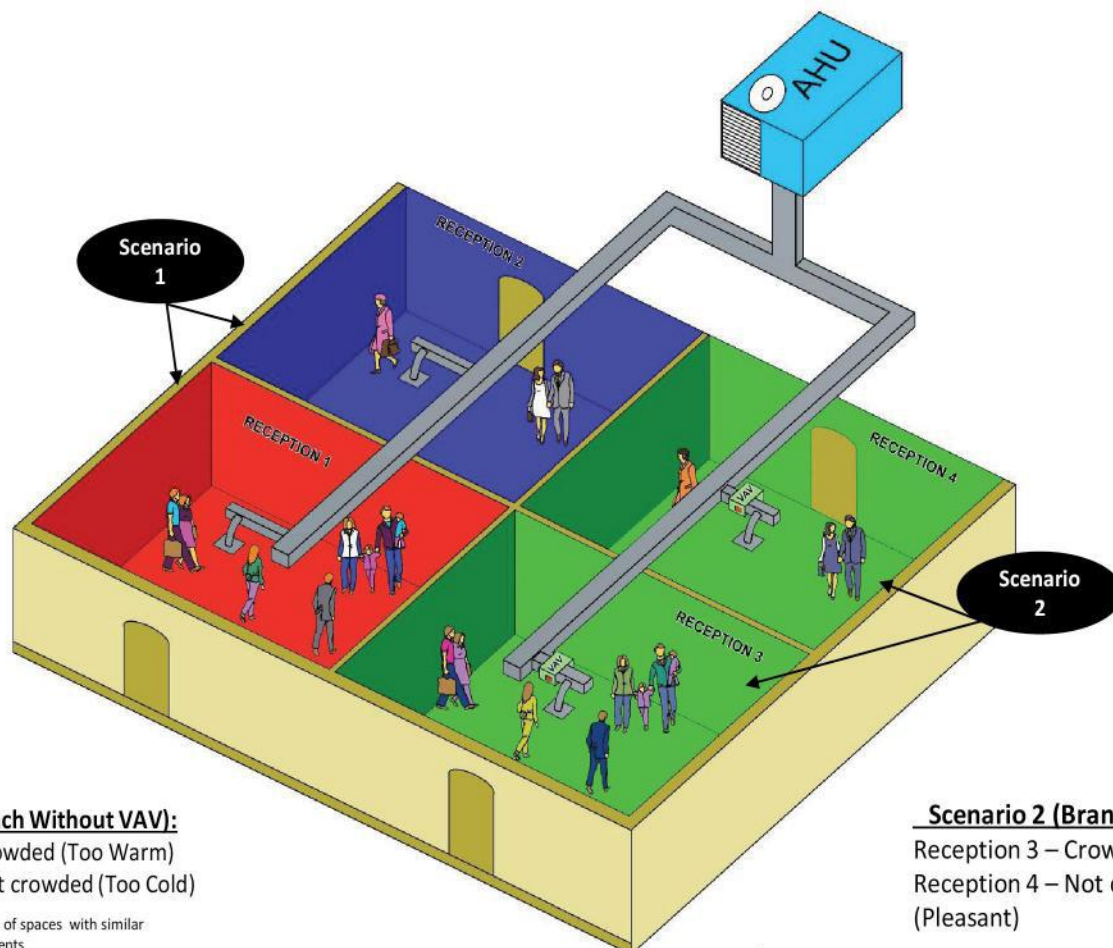 AHU
RECEPTION 2
Scenario
1
RECEPTION 1
RECEPTION 4
VAV
Scenario
2
RECEPTION 3
VAV
ch Without VAV):
owded (Too Warm)
t crowded (Too Cold)
of spaces with similar
ents
Scenario 2 (Bran
Reception 3 – Crow
Reception 4 – Not
(Pleasant)